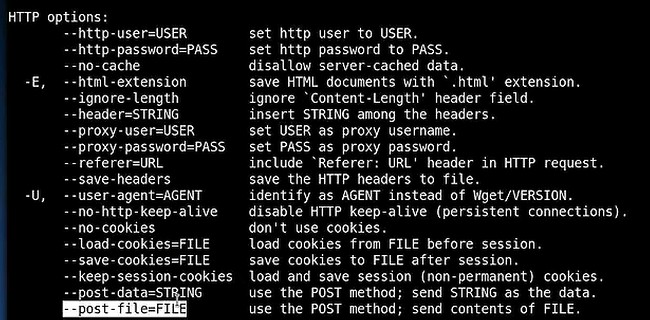 HTTP options:
--http-user=USER set http user to USER.
--http-password=PASS set http password to PASS.
--no-cache disallow server-cached data.
-E, --html-extension save HTML documents with `.html' extension.
--ignore-length ignore `Content-Length' header field.
--header=STRING insert STRING among the headers.
--proxy-user=USER set USER as proxy username.
--proxy-password=PASS set PASS as proxy password.
--referer=URL include `Referer: URL' header in HTTP request.
--save-headers save the HTTP headers to file.
-U, --user-agent=AGENT identify as AGENT instead of Wget/VERSION.
--no-http-keep-alive disable HTTP keep-alive (persistent connections).
--no-cookies don't use cookies.
--load-cookies=FILE load cookies from FILE before session.
--save-cookies=FILE save cookies to FILE after session.
--keep-session-cookies load and save session (non-permanent) cookies.
--post-data=STRING use the POST method; send STRING as the data.
--post-file=FILE use the POST method; send contents of FILE.